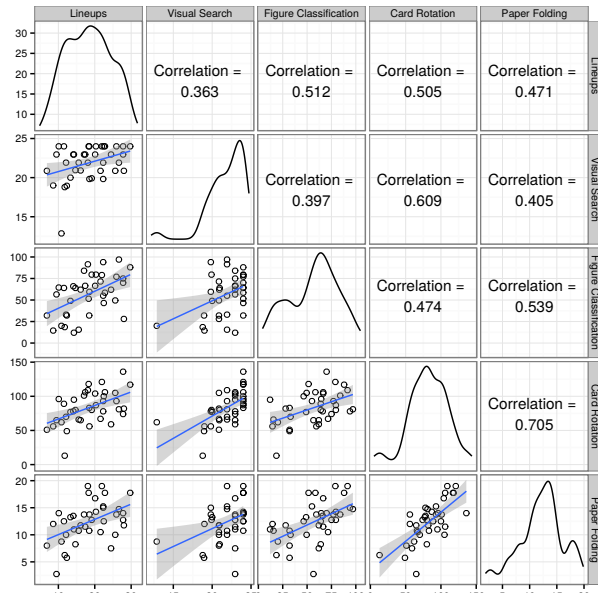 Lineups Visual Search Figure Classification Card Rotation Paper Folding
30
25
20
15
10
Correlation = 0.363
Correlation = 0.512
Correlation = 0.505
Correlation = 0.471
Lineups
25
20
15
Correlation = 0.397
Correlation = 0.609
Correlation = 0.405
Visual Search
100
75
50
25
0
Correlation = 0.474
Correlation = 0.539
Figure Classification
150
100
50
0
Correlation = 0.705
Card Rotation
20
15
10
5
Paper Folding